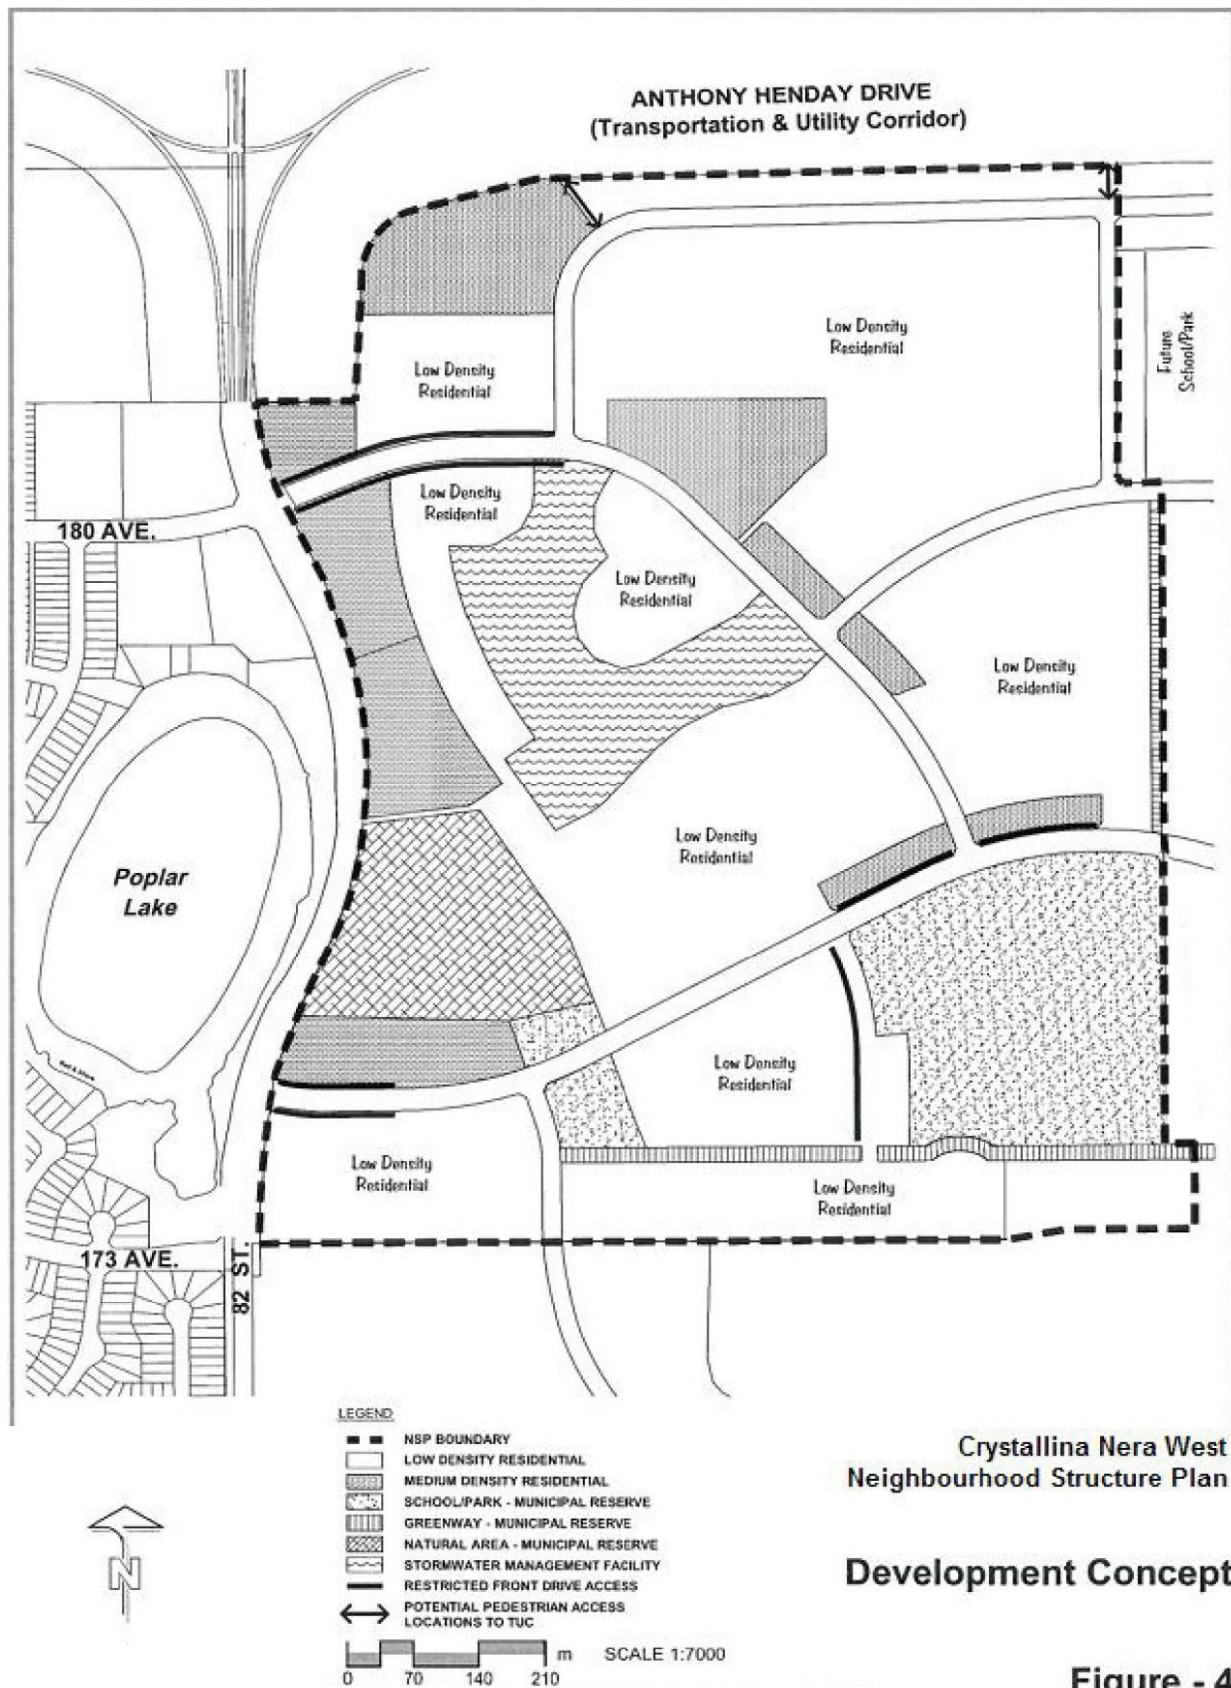 ANTHONY HENDAY DRIVE
(Transportation & Utility Corridor)
Low Density
Residential
Low Density
Residential
Future
School/Park
Low Density
Residential
180 AVE.
Low Density
Residential
Low Density
Residential
Poplar
Lake
Low Density
Residential
Low Density
Residential
Low Density
Residential
Low Density
Residential
173 AVE.
82 ST.
LEGEND
NSP BOUNDARY
LOW DENSITY RESIDENTIAL
MEDIUM DENSITY RESIDENTIAL
SCHOOL/PARK - MUNICIPAL RESERVE
GREENWAY - MUNICIPAL RESERVE
NATURAL AREA - MUNICIPAL RESERVE
STORMWATER MANAGEMENT FACILITY
RESTRICTED FRONT DRIVE ACCESS
POTENTIAL PEDESTRIAN ACCESS
LOCATIONS TO TUC
0 70 140 210 m SCALE 1:7000
N
Crystallina Nera West
Neighbourhood Structure Plan
Development Concept
Figure - 4